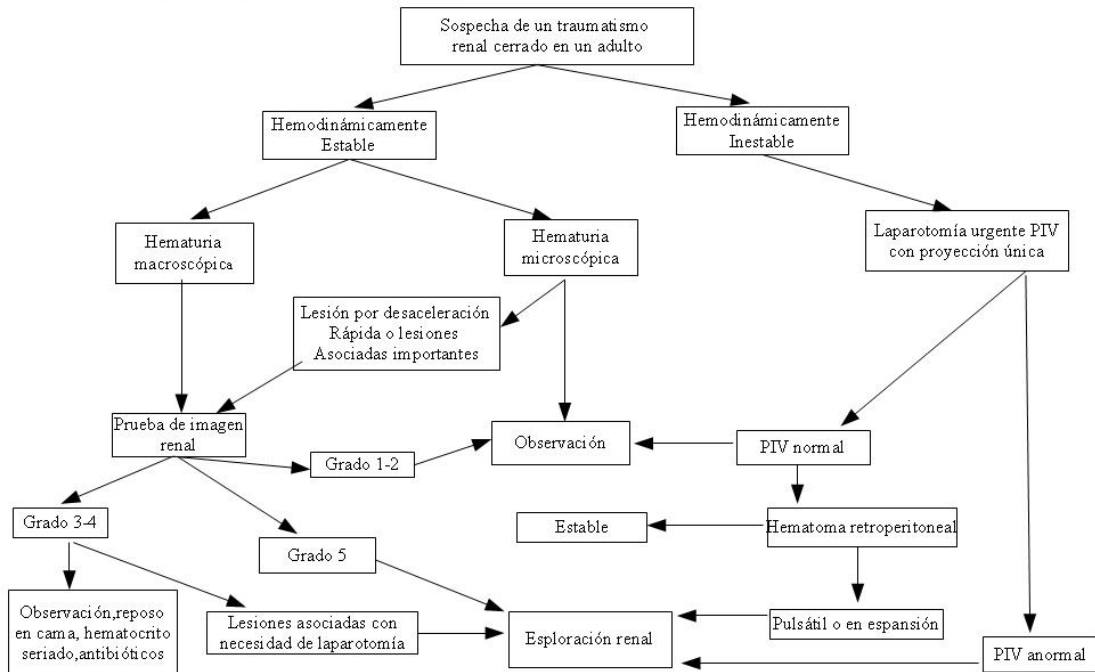 Sospecha de un traumatismo
renal cerrado en un adulto
Hemodinámicamente
Estable
Hemodinámicamente
Inestable
Hematuria
macroscópica
Hematuria
microscópica
Laparotomía urgente PIV
con proyección única
Lesión por desaceleración
Rápida o lesiones
Asociadas importantes
Prueba de imagen
renal
Grado 1-2
Observación
PIV normal
Grado 3-4
Grado 5
Estable
Hematoma retroperitoneal
Observación,reposo
en cama, hematocrito
seriado,antibióticos
Lesiones asociadas con
necesidad de laparotomía
Esploración renal
Pulsátil o en espansión
PIV anormal